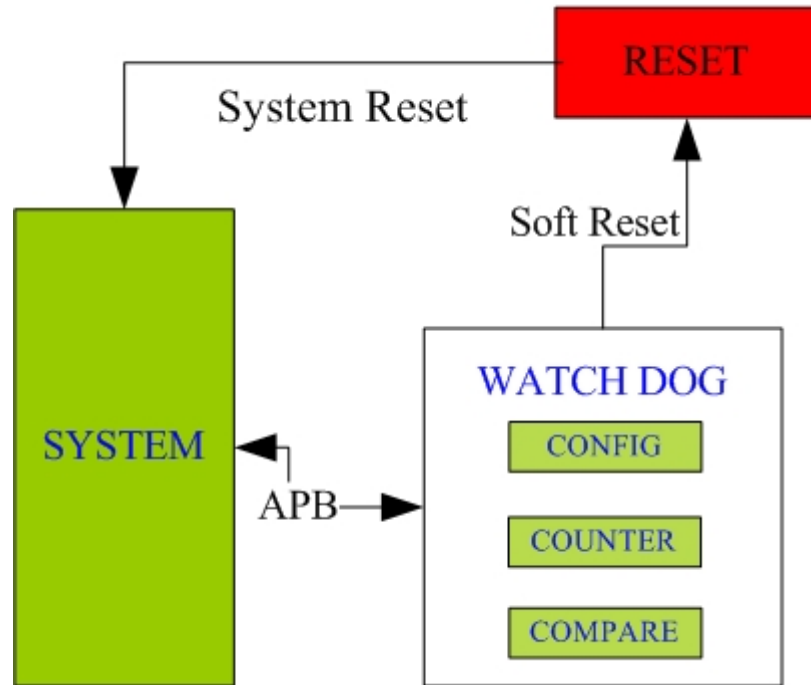 RESET
System Reset
Soft Reset
WATCH DOG
SYSTEM
CONFIG
APB
COUNTER
COMPARE